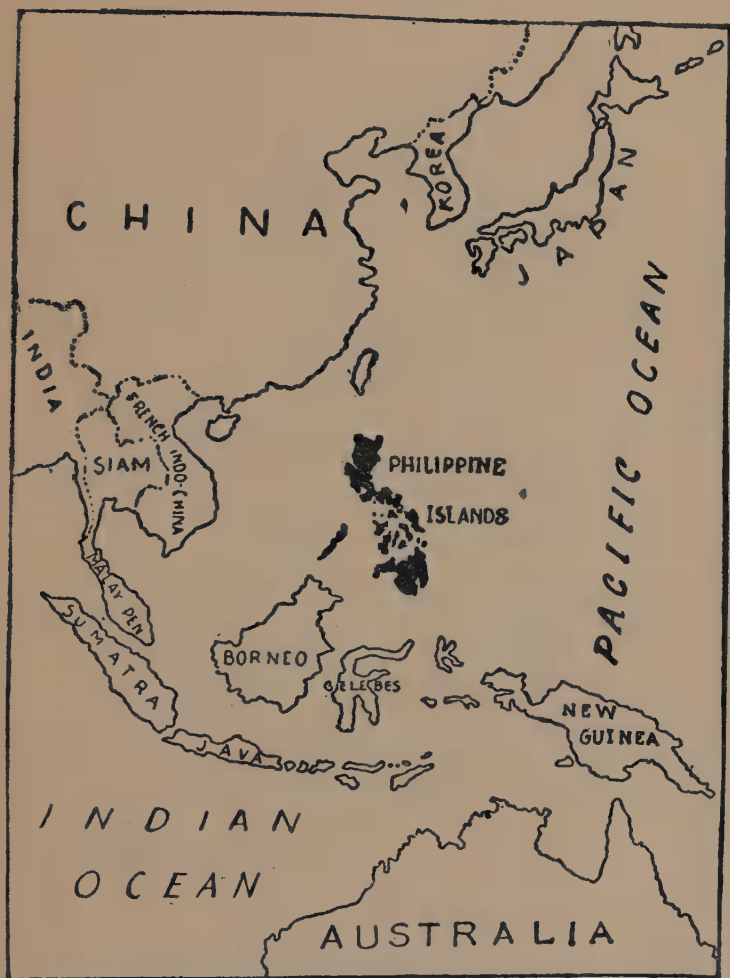 KOREA
JAPAN
CHINA
PACIFIC OCEAN
INDIA
FRENCH INDO-CHINA
SIAM
PHILIPPINE
ISLANDS
MALAY PEN
SUMATRA
BORNEO
CELEBES
NEW
GUINEA
JAVA
INDIAN
OCEAN
AUSTRALIA